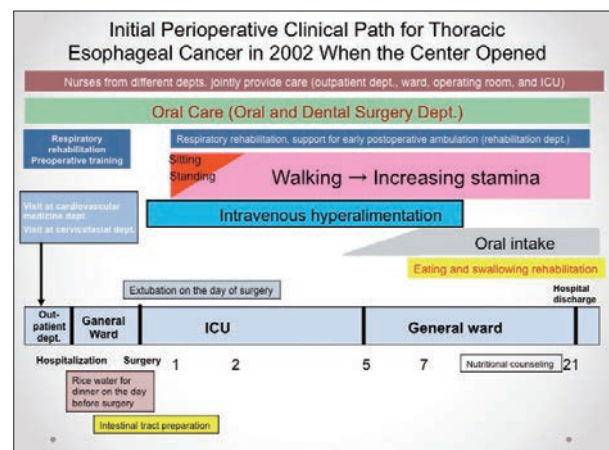 Initial Perioperative Clinical Path for Thoracic
Esophageal Cancer in 2002 When the Center Opened
Nurses from different depts. jointly provide care (outpatient dept., ward, operating room, and ICU)
Oral Care (Oral and Dental Surgery Dept.)
Respiratory
rehabilitation
Preoperative training
Respiratory rehabilitation, support for early postoperative ambulation (rehabilitation dept.)
Sitting
Standing
Walking → Increasing stamina
Visit at cardiovascular
medicine dept.
Visit at cervicofacial dept.
Intravenous hyperalimentation
Oral intake
Eating and swallowing rehabilitation
Extubation on the day of surgery
Hospital
discharge
Out-
patient
dept.
Ganeral
Ward
ICU
General ward
Hospitalization
Surgery
1
2
5
7
Nutritional counseling
21
Rice water for
dinner on the day
before surgery
Intestinal tract preparation